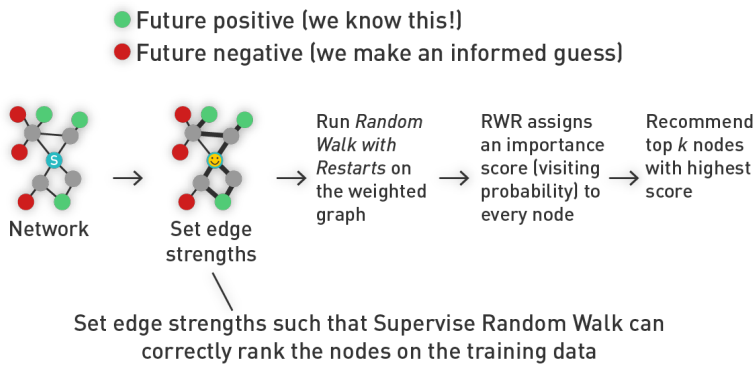 Future positive (we know this!)
Future negative (we make an informed guess)
S
Network
Set edge
strengths
Run Random
Walk with
Restarts on
the weighted
graph
RWR assigns
an importance
score (visiting
probability) to
every node
Recommend
top k nodes
with highest
score
Set edge strengths such that Supervise Random Walk can
correctly rank the nodes on the training data